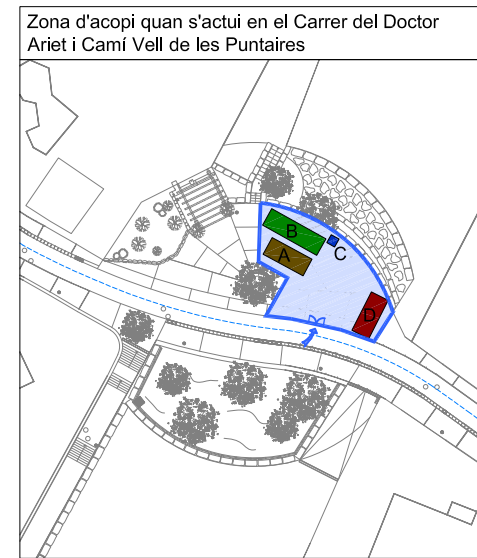 Zona d'acopi quan s'actui en el Carrer del Doctor
Ariet i Camí Vell de les Puntaires
B
A
C
D